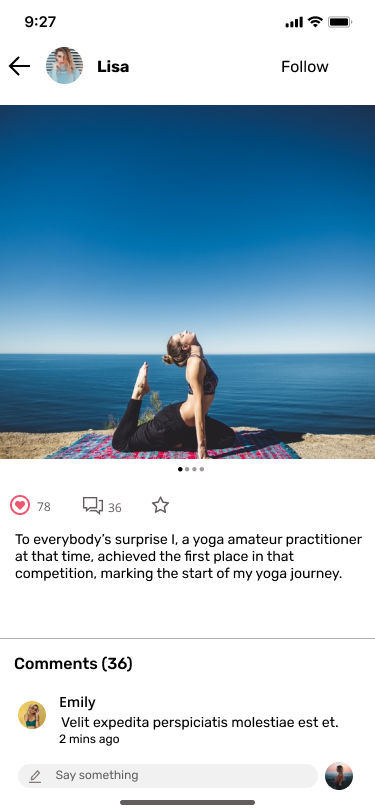 9:27
Lisa
Follow
78
36
To everybody’s surprise I, a yoga amateur practitioner
at that time, achieved the first place in that
competition, marking the start of my yoga journey.
Comments (36)
Emily
Velit expedita perspiciatis molestiae est et.
2 mins ago
Say something